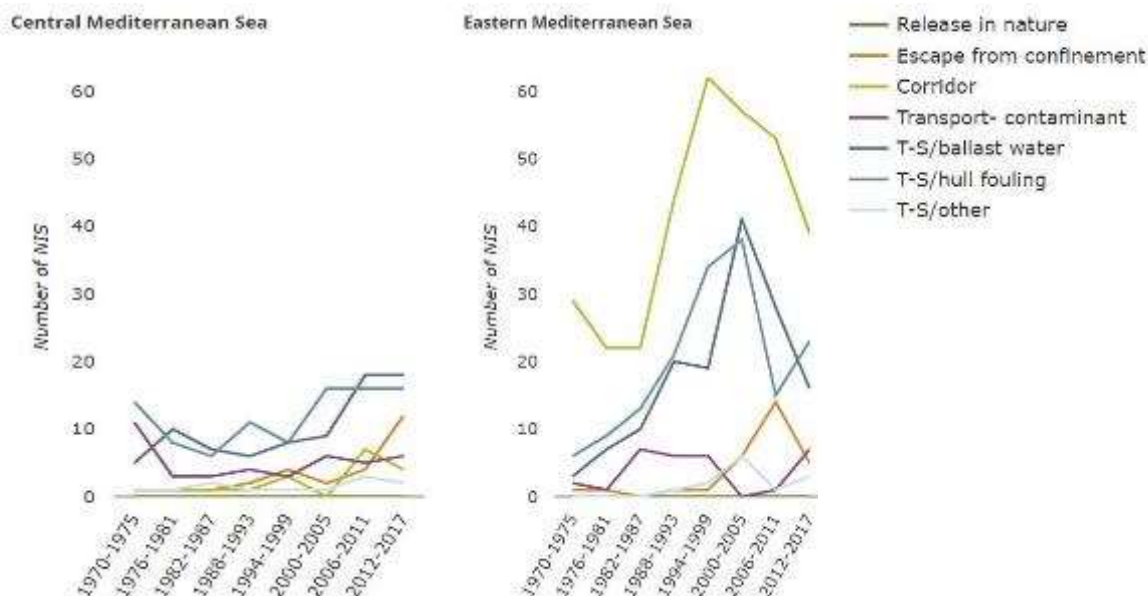 Central Mediterranean Sea
60
50
40
30
20
10
0
Number of NIS
1970-1975
1976-1981
1982-1987
1988-1993
1994-1999
2000-2005
2006-2011
2012-2017
Eastern Mediterranean Sea
60
50
40
30
20
10
0
Number of NIS
1970-1975
1976-1981
1982-1987
1988-1993
1994-1999
2000-2005
2006-2011
2012-2017
Release in nature
Escape from confinement
Corridor
Transport- contaminant
T-S/ballast water
T-S/hull fouling
T-S/other